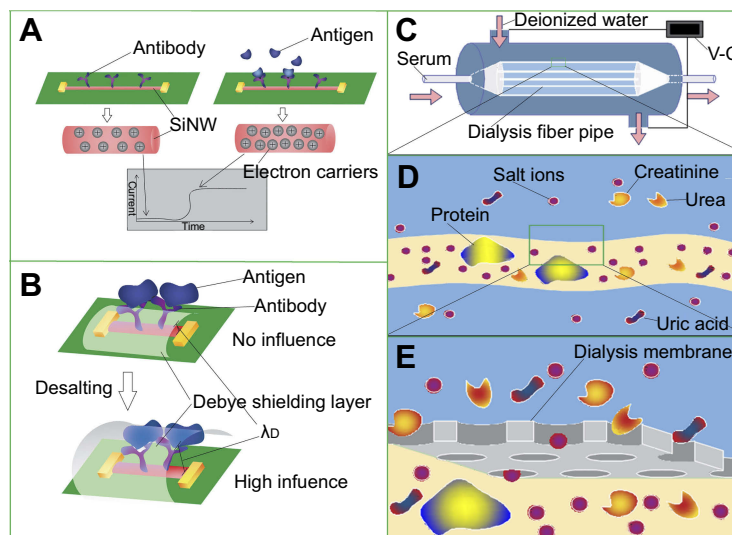 A
Antibody
Antigen
SiNW
Electron carriers
Current
Time
B
Antigen
Antibody
No influence
Desalting
Debye shielding layer
λD
High infuence
C
Deionized water
V-C
Serum
Dialysis fiber pipe
D
Salt ions
Creatinine
Urea
Protein
Uric acid
E
Dialysis membrane